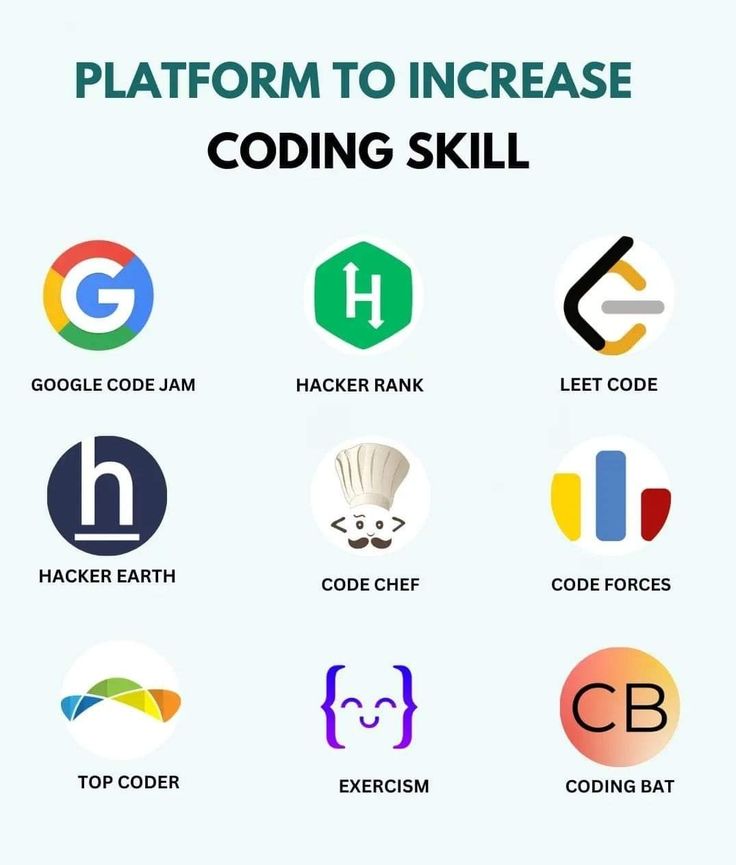 PLATFORM TO INCREASE
CODING SKILL
G
H
GOOGLE CODE JAM
HACKER RANK
LEET CODE
h
HACKER EARTH
CODE CHEF
CODE FORCES
CB
TOP CODER
EXERCISM
CODING BAT